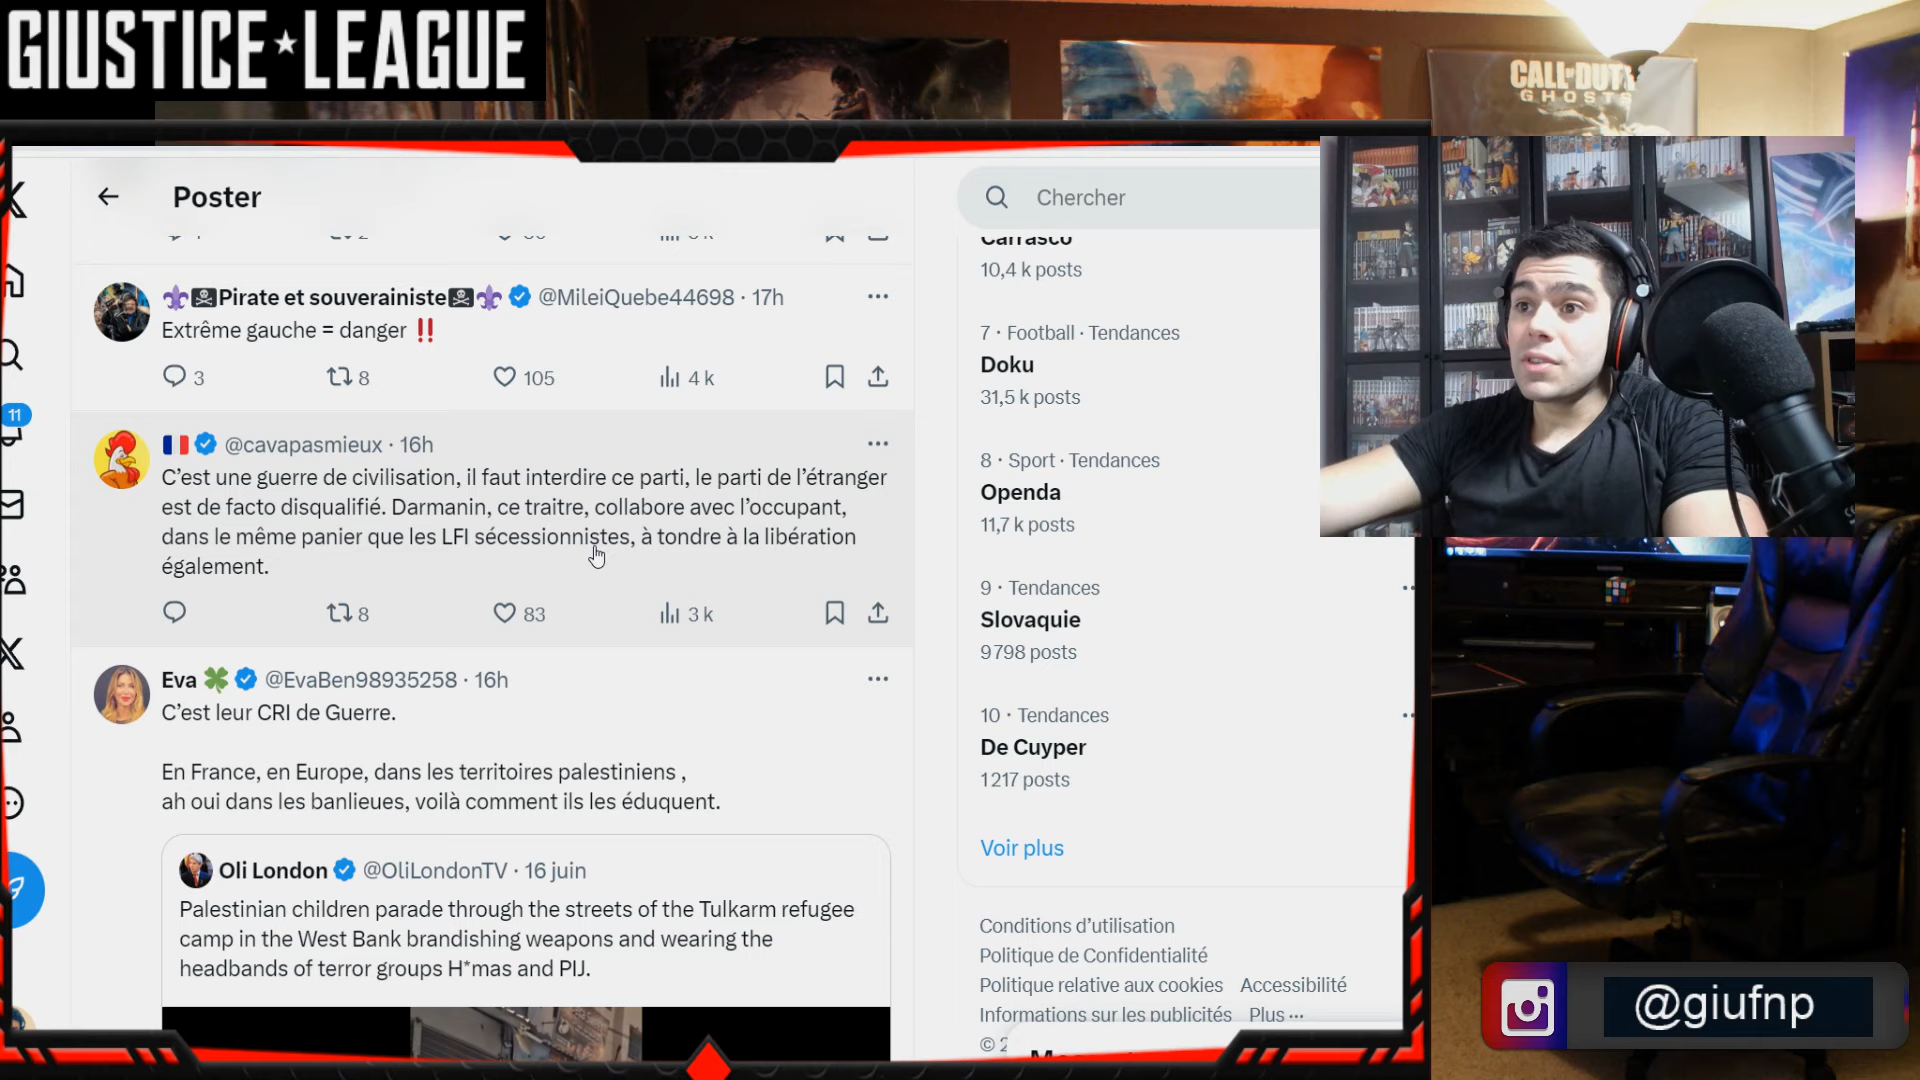 GIUSTICE★LEAGUE
CALL OF DUTY
GHOSTS
Poster
Chercher
Carrasco
10,4 k posts
⚜️🏴‍☠️Pirate et souverainiste🏴‍☠️⚜️ @MileiQuebe44698 · 17h
Extrême gauche = danger ‼️
3 8 105 4 k
7 · Football · Tendances
Doku
31,5 k posts
11
🇫🇷 @cavapasmieux · 16h
C’est une guerre de civilisation, il faut interdire ce parti, le parti de l’étranger
est de facto disqualifié. Darmanin, ce traitre, collabore avec l’occupant,
dans le même panier que les LFI sécessionnistes, à tondre à la libération
également.
8 83 3 k
8 · Sport · Tendances
Openda
11,7 k posts
9 · Tendances
Slovaquie
9 798 posts
Eva 🍀 @EvaBen98935258 · 16h
C’est leur CRI de Guerre.
En France, en Europe, dans les territoires palestiniens ,
ah oui dans les banlieues, voilà comment ils les éduquent.
10 · Tendances
De Cuyper
1 217 posts
Voir plus
Oli London @OliLondonTV · 16 juin
Palestinian children parade through the streets of the Tulkarm refugee
camp in the West Bank brandishing weapons and wearing the
headbands of terror groups H*mas and PIJ.
Conditions d’utilisation
Politique de Confidentialité
Politique relative aux cookies Accessibilité
Informations sur les publicités Plus ···
@giufnp